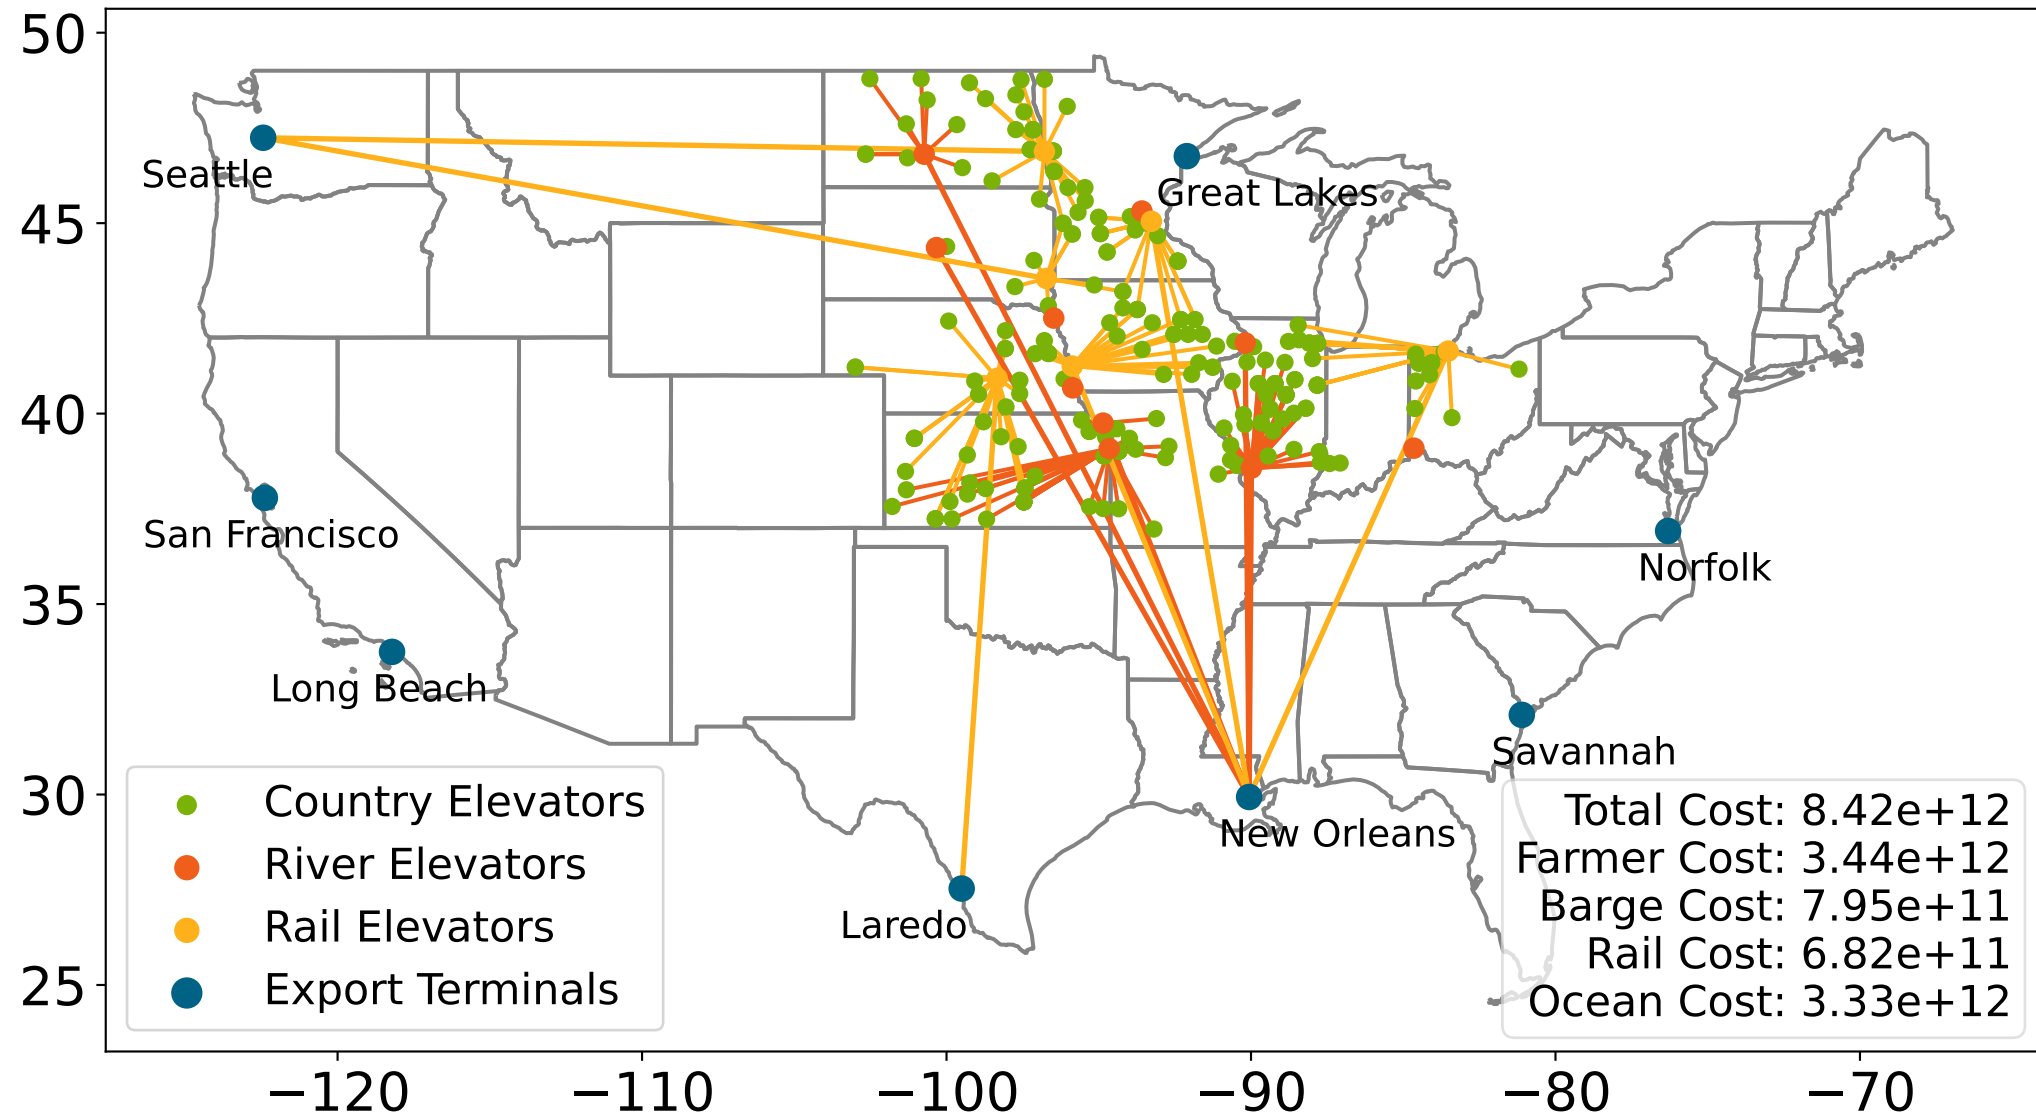 50
45
40
35
30
25
−120
−110
−100
−90
−80
−70
Seattle
Great Lakes
San Francisco
Norfolk
Long Beach
Savannah
New Orleans
Laredo
Country Elevators
River Elevators
Rail Elevators
Export Terminals
Total Cost: 8.42e+12
Farmer Cost: 3.44e+12
Barge Cost: 7.95e+11
Rail Cost: 6.82e+11
Ocean Cost: 3.33e+12